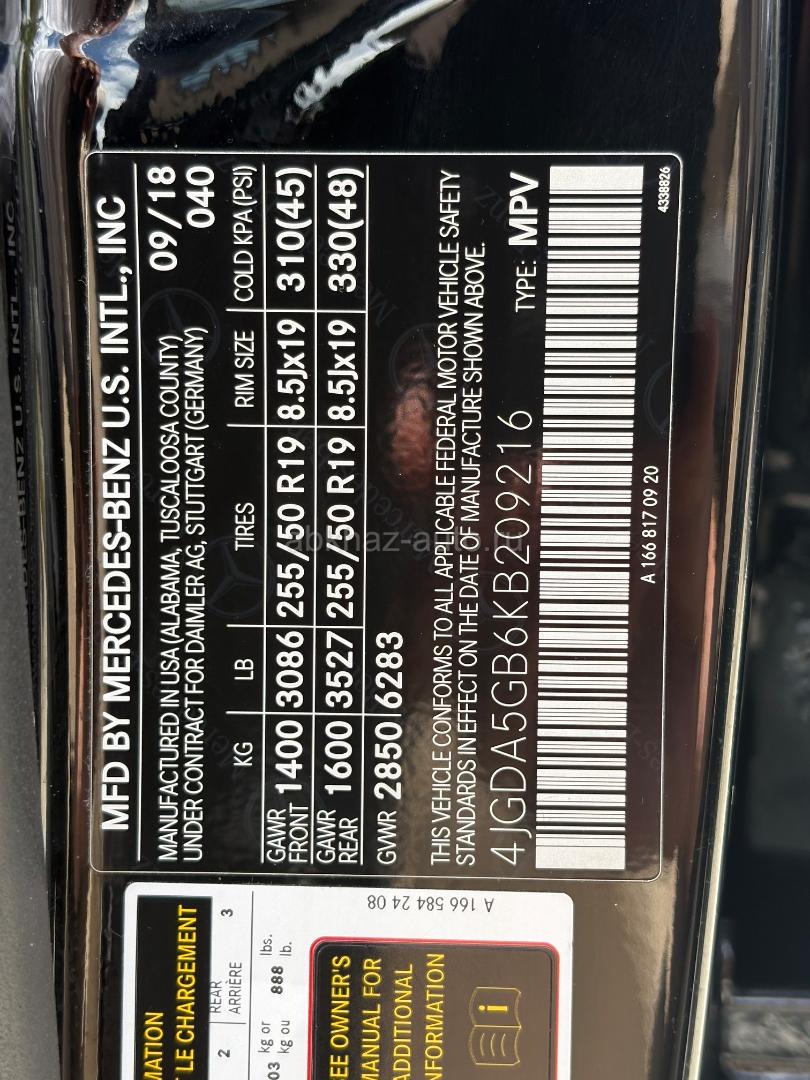 MFD BY MERCEDES-BENZ U.S. INTL., INC
MANUFACTURED IN USA (ALABAMA, TUSCALOOSA COUNTY) 09/18
UNDER CONTRACT FOR DAIMLER AG, STUTTGART (GERMANY) 040
KG LB TIRES RIM SIZE COLD KPA (PSI)
GAWR FRONT 1400 3086 255/50 R19 8.5Jx19 310(45)
GAWR REAR 1600 3527 255/50 R19 8.5Jx19 330(48)
GVWR 2850 6283
THIS VEHICLE CONFORMS TO ALL APPLICABLE FEDERAL MOTOR VEHICLE SAFETY
STANDARDS IN EFFECT ON THE DATE OF MANUFACTURE SHOWN ABOVE.
4JGDA5GB6KB209216 TYPE: MPV
A 166 817 09 20
4338826
abkhaz-auto.ru
LE CHARGEMENT
2 REAR 3
ARRIÈRE
kg or 888 lbs.
kg ou lb.
A 166 584 24 08
OWNER'S
MANUAL FOR
ADDITIONAL
i